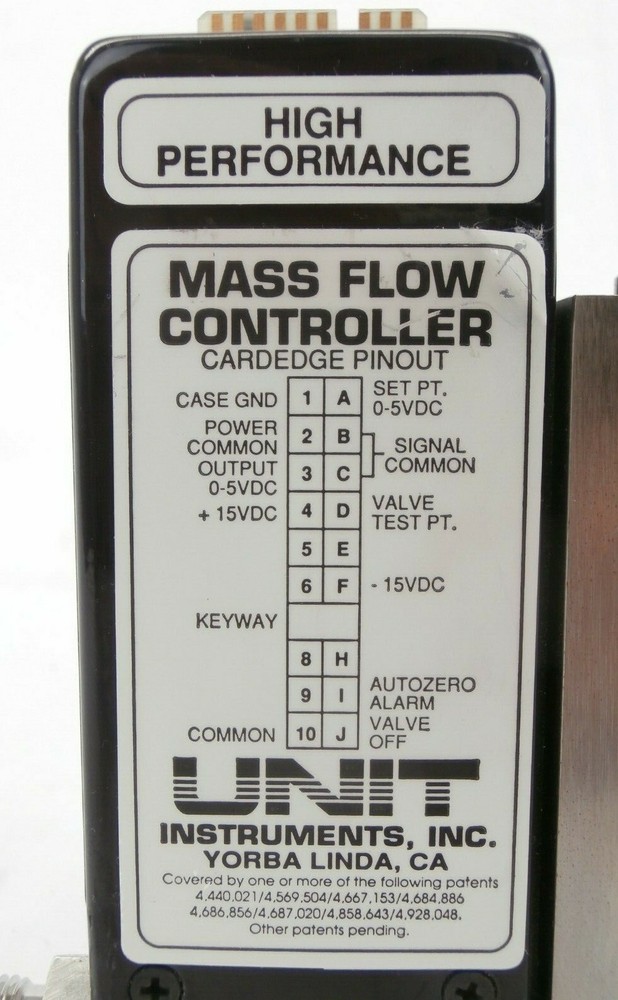 HIGH
PERFORMANCE
MASS FLOW
CONTROLLER
CARDEDGE PINOUT
CASE GND 1 A SET PT.
0-5VDC
POWER
COMMON 2 B SIGNAL
COMMON
OUTPUT
0-5VDC 3 C
+ 15VDC 4 D VALVE
TEST PT.
5 E
6 F - 15VDC
KEYWAY
8 H
9 I AUTOZERO
ALARM
COMMON 10 J VALVE
OFF
UNIT
INSTRUMENTS, INC.
YORBA LINDA, CA
Covered by one or more of the following patents
4,440,021/4,569,504/4,667,153/4,684,886
4,686,856/4,687,020/4,858,643/4,928,048.
Other patents pending.